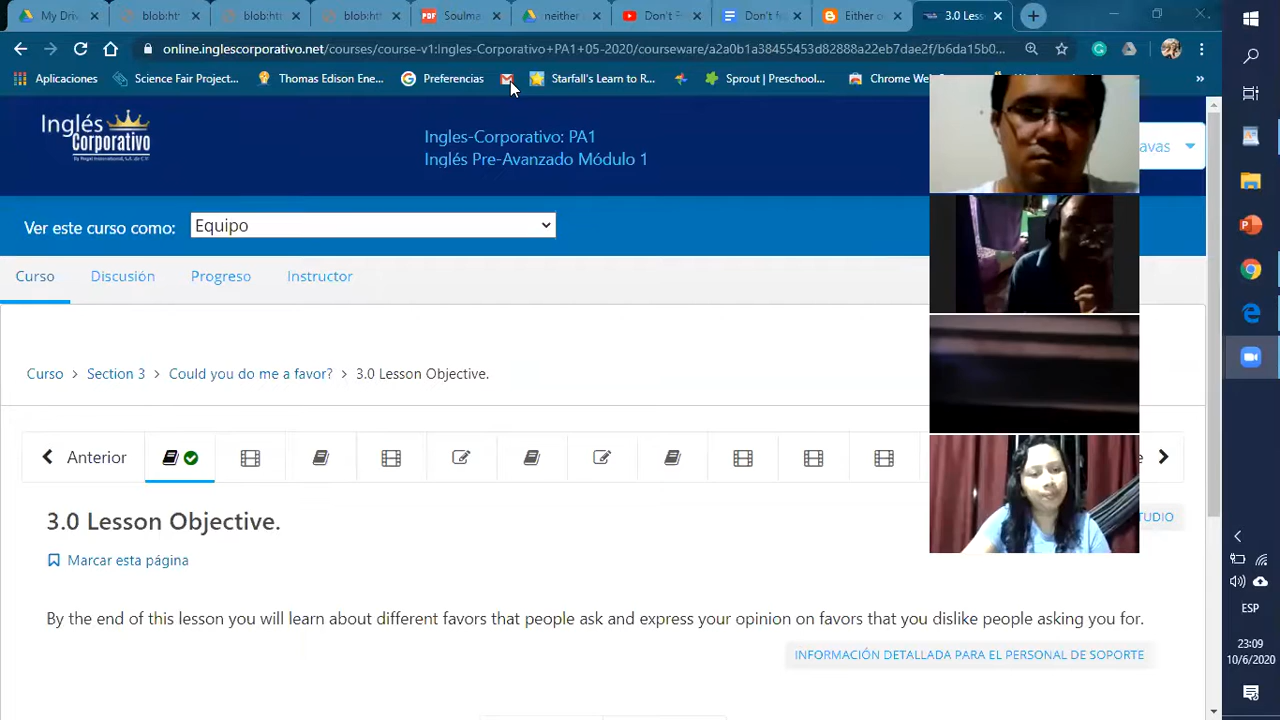 My Driv
blob:htt
blob:htt
blob:htt
PDF
Soulma
neither
Don't F
Don't f
Either o
3.0 Less
online.inglescorporativo.net/courses/course-v1:Ingles-Corporativo+PA1+05-2020/courseware/a2a0b1a38455453d82888a22eb7dae2f/b6da15b0...
Aplicaciones
Science Fair Project...
Thomas Edison Ene...
Preferencias
Starfall's Learn to R...
Sprout | Preschool...
Chrome We
Inglés
Corporativo
Ingles-Corporativo: PA1
Inglés Pre-Avanzado Módulo 1
avas
Ver este curso como:
Equipo
Curso
Discusión
Progreso
Instructor
Curso > Section 3 > Could you do me a favor? > 3.0 Lesson Objective.
Anterior
e
3.0 Lesson Objective.
TUDIO
Marcar esta página
By the end of this lesson you will learn about different favors that people ask and express your opinion on favors that you dislike people asking you for.
INFORMACIÓN DETALLADA PARA EL PERSONAL DE SOPORTE
ESP
23:09
10/6/2020